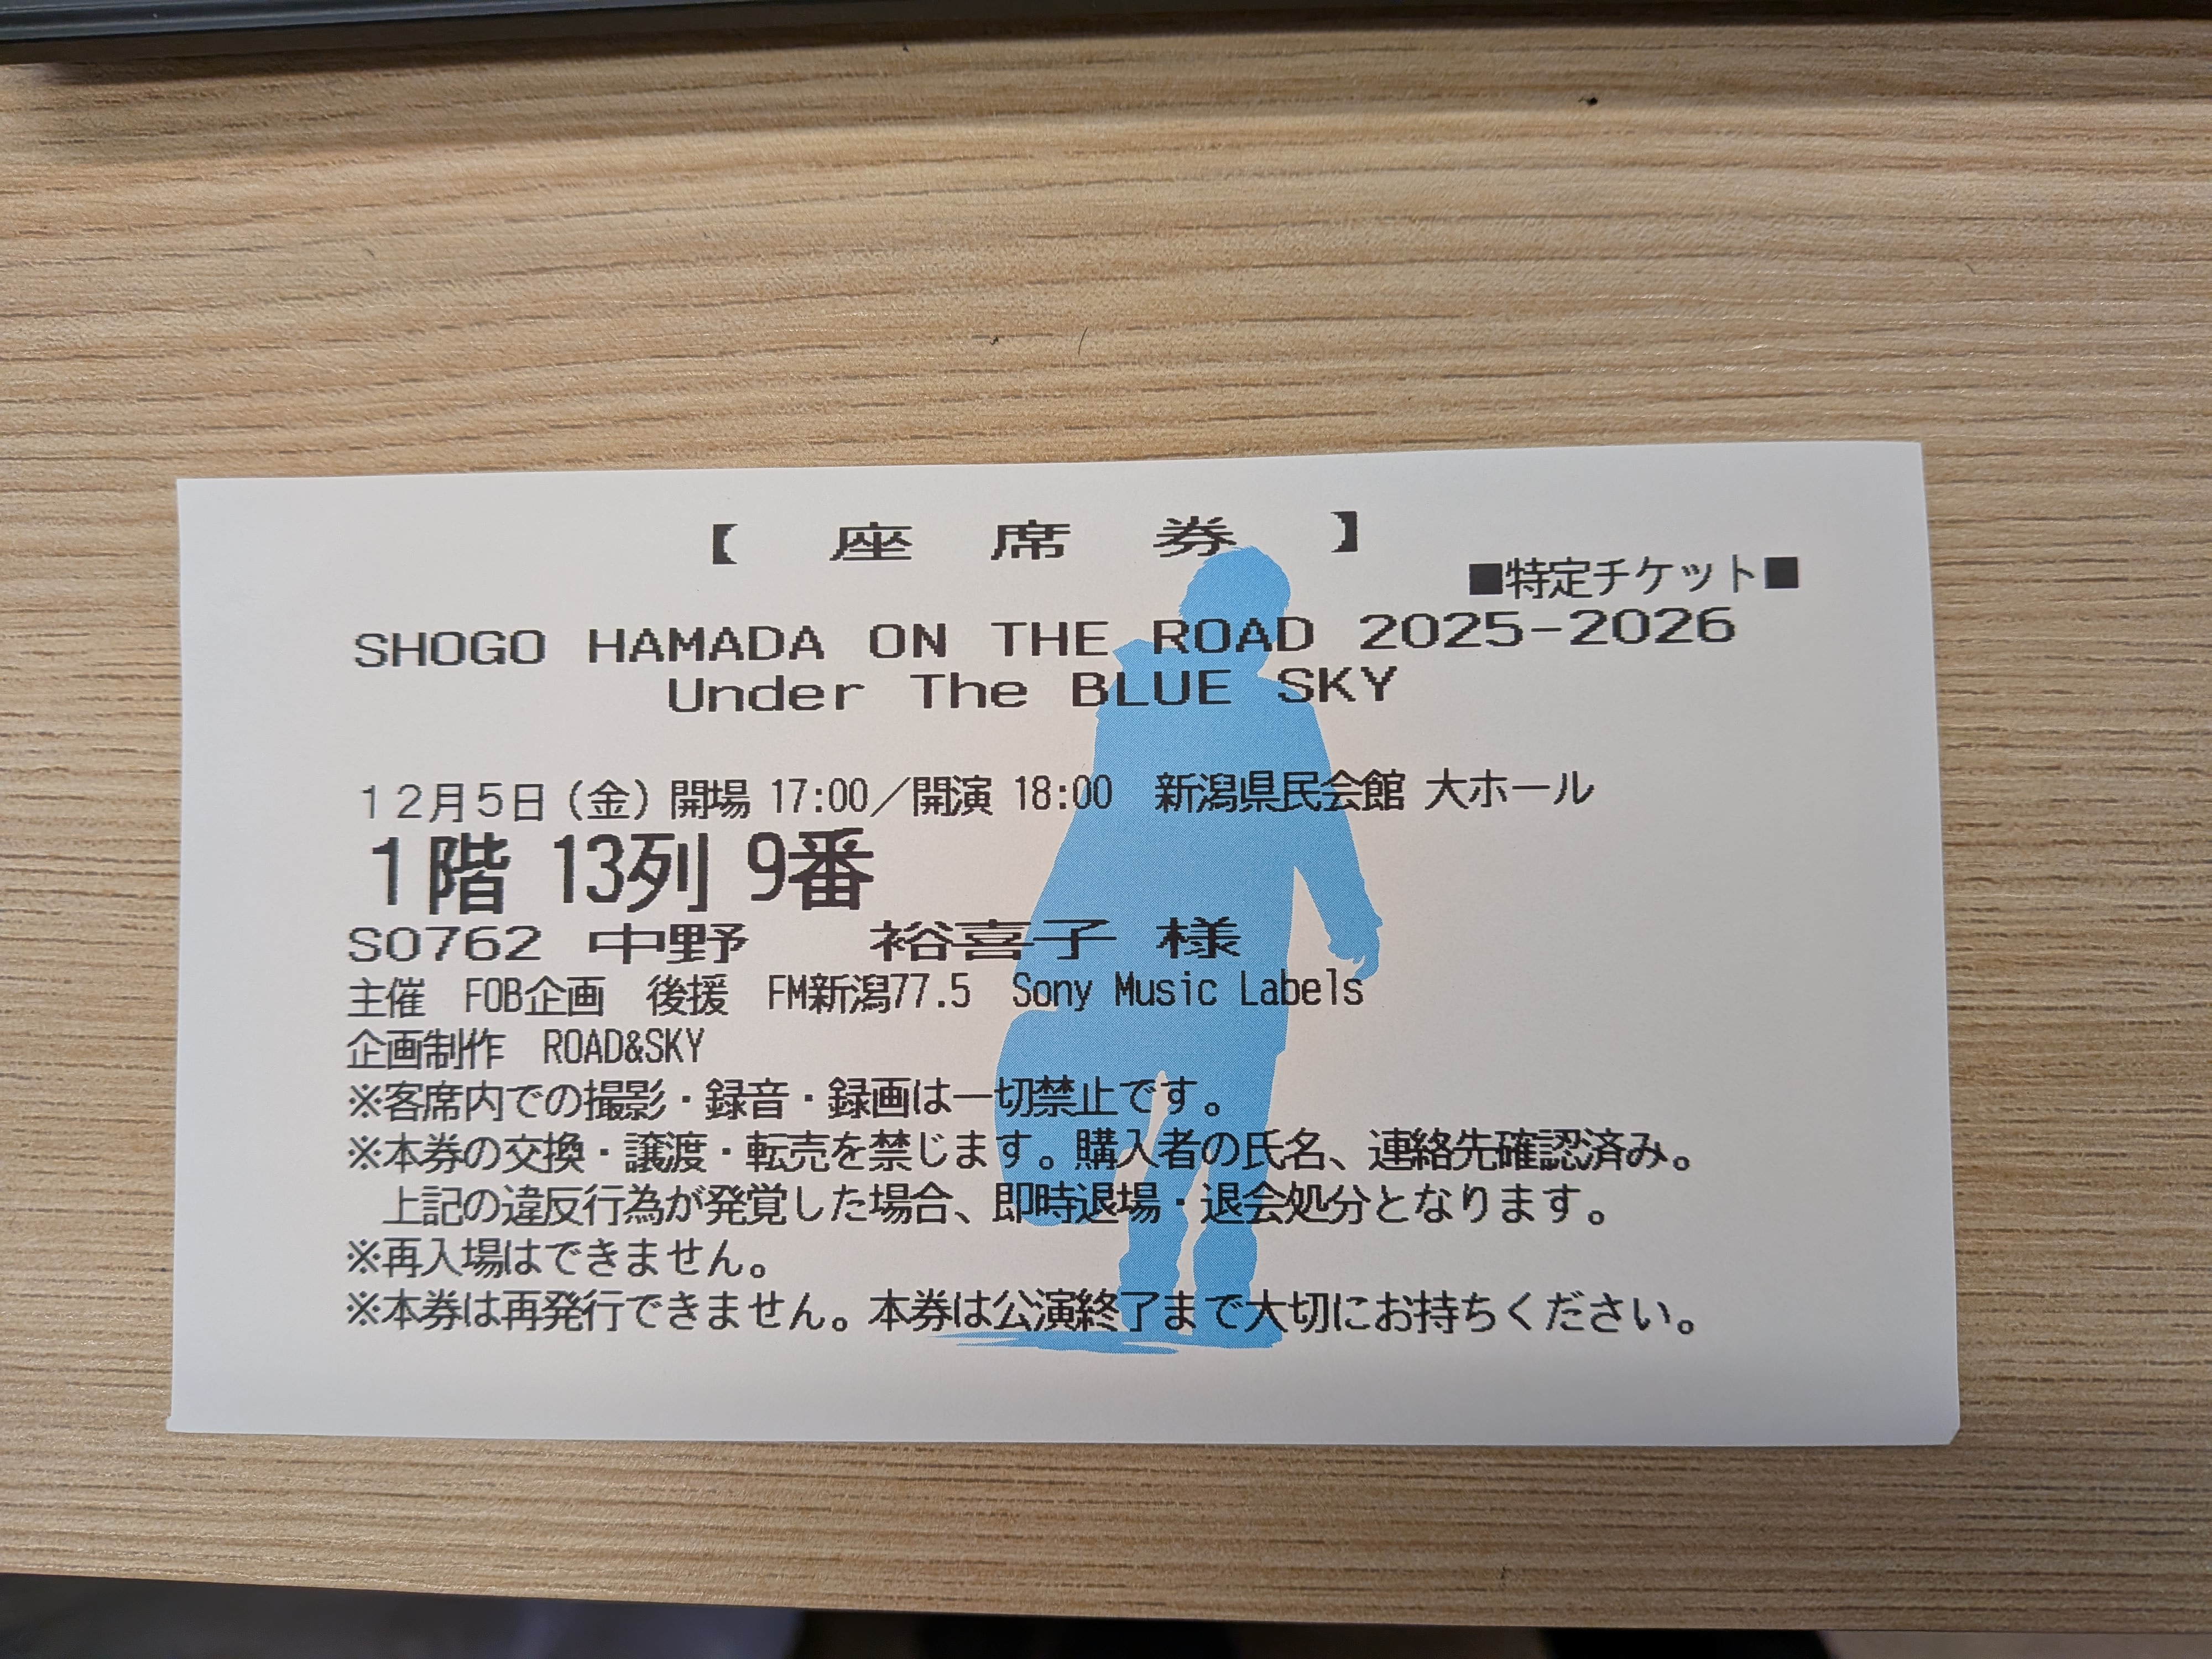 【 座 席 券 】
■特定チケット■
SHOGO HAMADA ON THE ROAD 2025-2026
Under The BLUE SKY
12月5日(金) 開場 17:00/開演 18:00 新潟県民会館 大ホール
1階 13列 9番
S0762 中野 裕喜子 様
主催 FOB企画 後援 FM新潟77.5 Sony Music Labels
企画制作 ROAD&SKY
※客席内での撮影・録音・録画は一切禁止です。
※本券の交換・譲渡・転売を禁じます。購入者の氏名、連絡先確認済み。
上記の違反行為が発覚した場合、即時退場・退会処分となります。
※再入場はできません。
※本券は再発行できません。本券は公演終了まで大切にお持ちください。